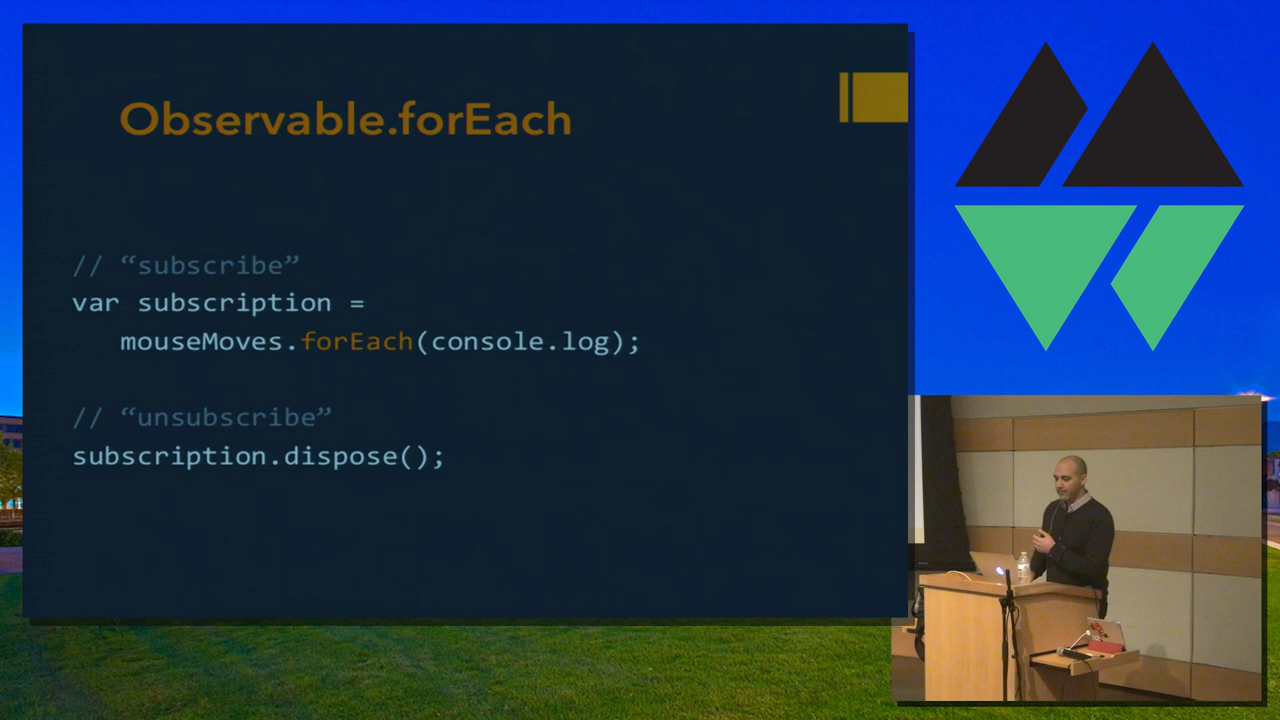 Observable.forEach
// “subscribe”
var subscription =
mouseMoves.forEach(console.log);
// “unsubscribe”
subscription.dispose();